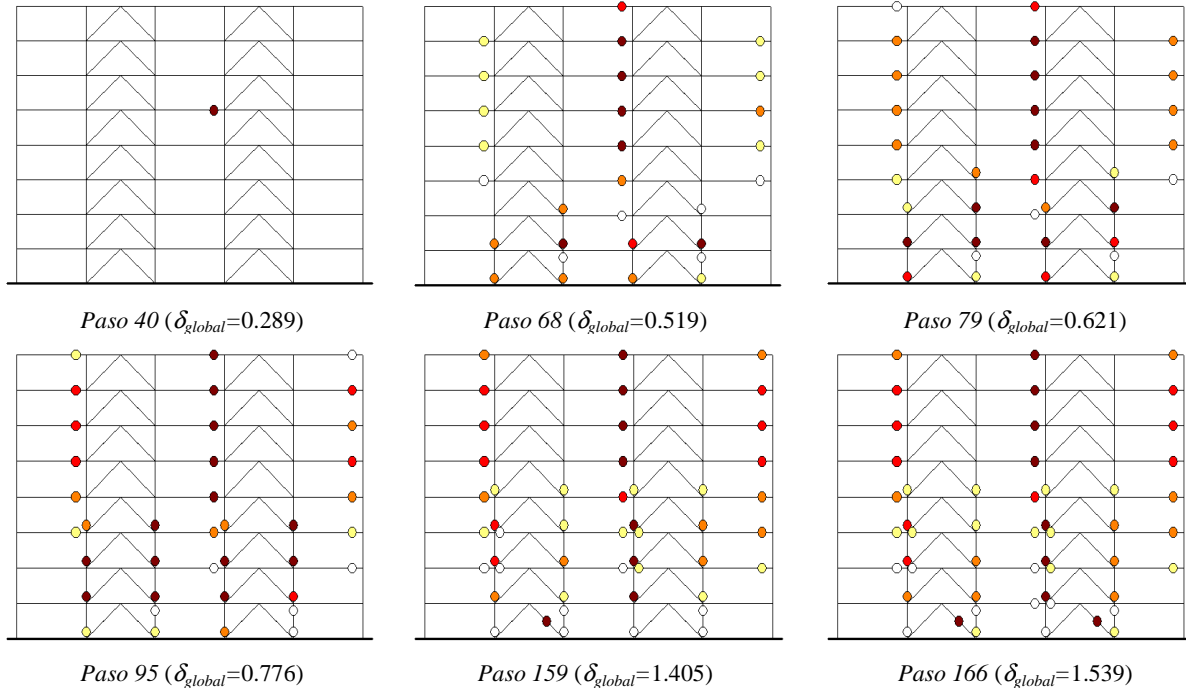 Paso 40 (δglobal=0.289)
Paso 68 (δglobal=0.519)
Paso 79 (δglobal=0.621)
Paso 95 (δglobal=0.776)
Paso 159 (δglobal=1.405)
Paso 166 (δglobal=1.539)